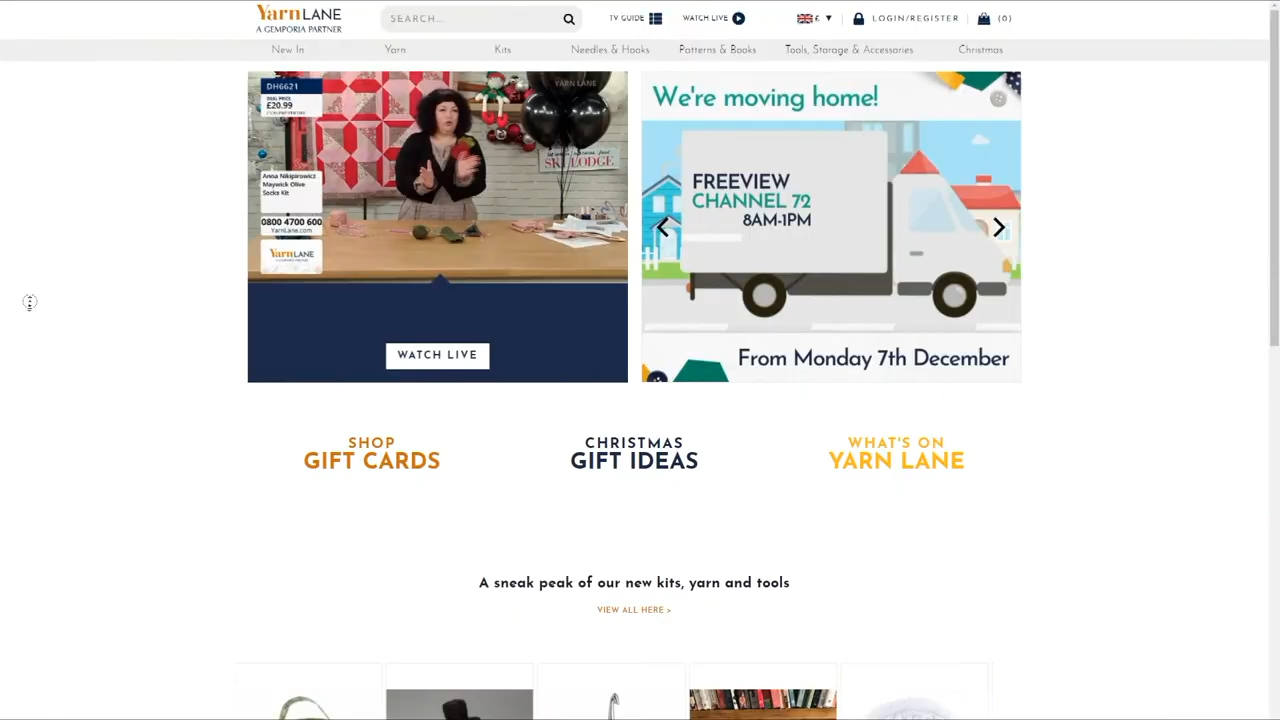 YarnLANE
A GEMPORIA PARTNER
SEARCH...
TV GUIDE
WATCH LIVE
£
LOGIN/REGISTER
(0)
New In
Yarn
Kits
Needles & Hooks
Patterns & Books
Tools, Storage & Accessories
Christmas
DH6621
DEAL PRICE
£20.99
YARN LANE
SKI LODGE
Anna Nikipirowicz
Maywick Olive
Socks Kit
0800 4700 600
YarnLane.com
YarnLANE
WATCH LIVE
We're moving home!
FREEVIEW
CHANNEL 72
8AM-1PM
From Monday 7th December
SHOP
GIFT CARDS
CHRISTMAS
GIFT IDEAS
WHAT'S ON
YARN LANE
A sneak peak of our new kits, yarn and tools
VIEW ALL HERE >